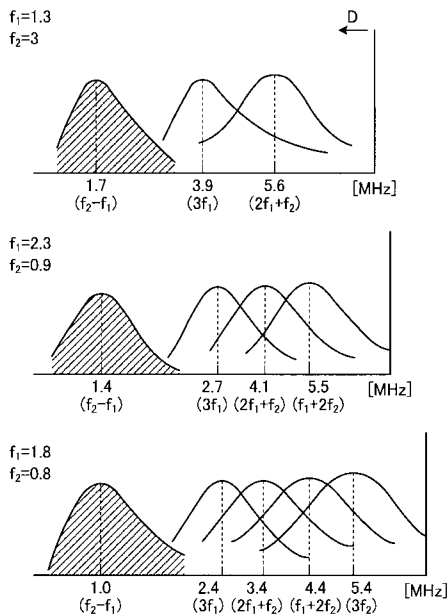 f₁=1.3
f₂=3
D
1.7 3.9 5.6 [MHz]
(f₂−f₁) (3f₁) (2f₁+f₂)
f₁=2.3
f₂=0.9
1.4 2.7 4.1 5.5 [MHz]
(f₂−f₁) (3f₁) (2f₁+f₂) (f₁+2f₂)
f₁=1.8
f₂=0.8
1.0 2.4 3.4 4.4 5.4 [MHz]
(f₂−f₁) (3f₁) (2f₁+f₂) (f₁+2f₂) (3f₂)